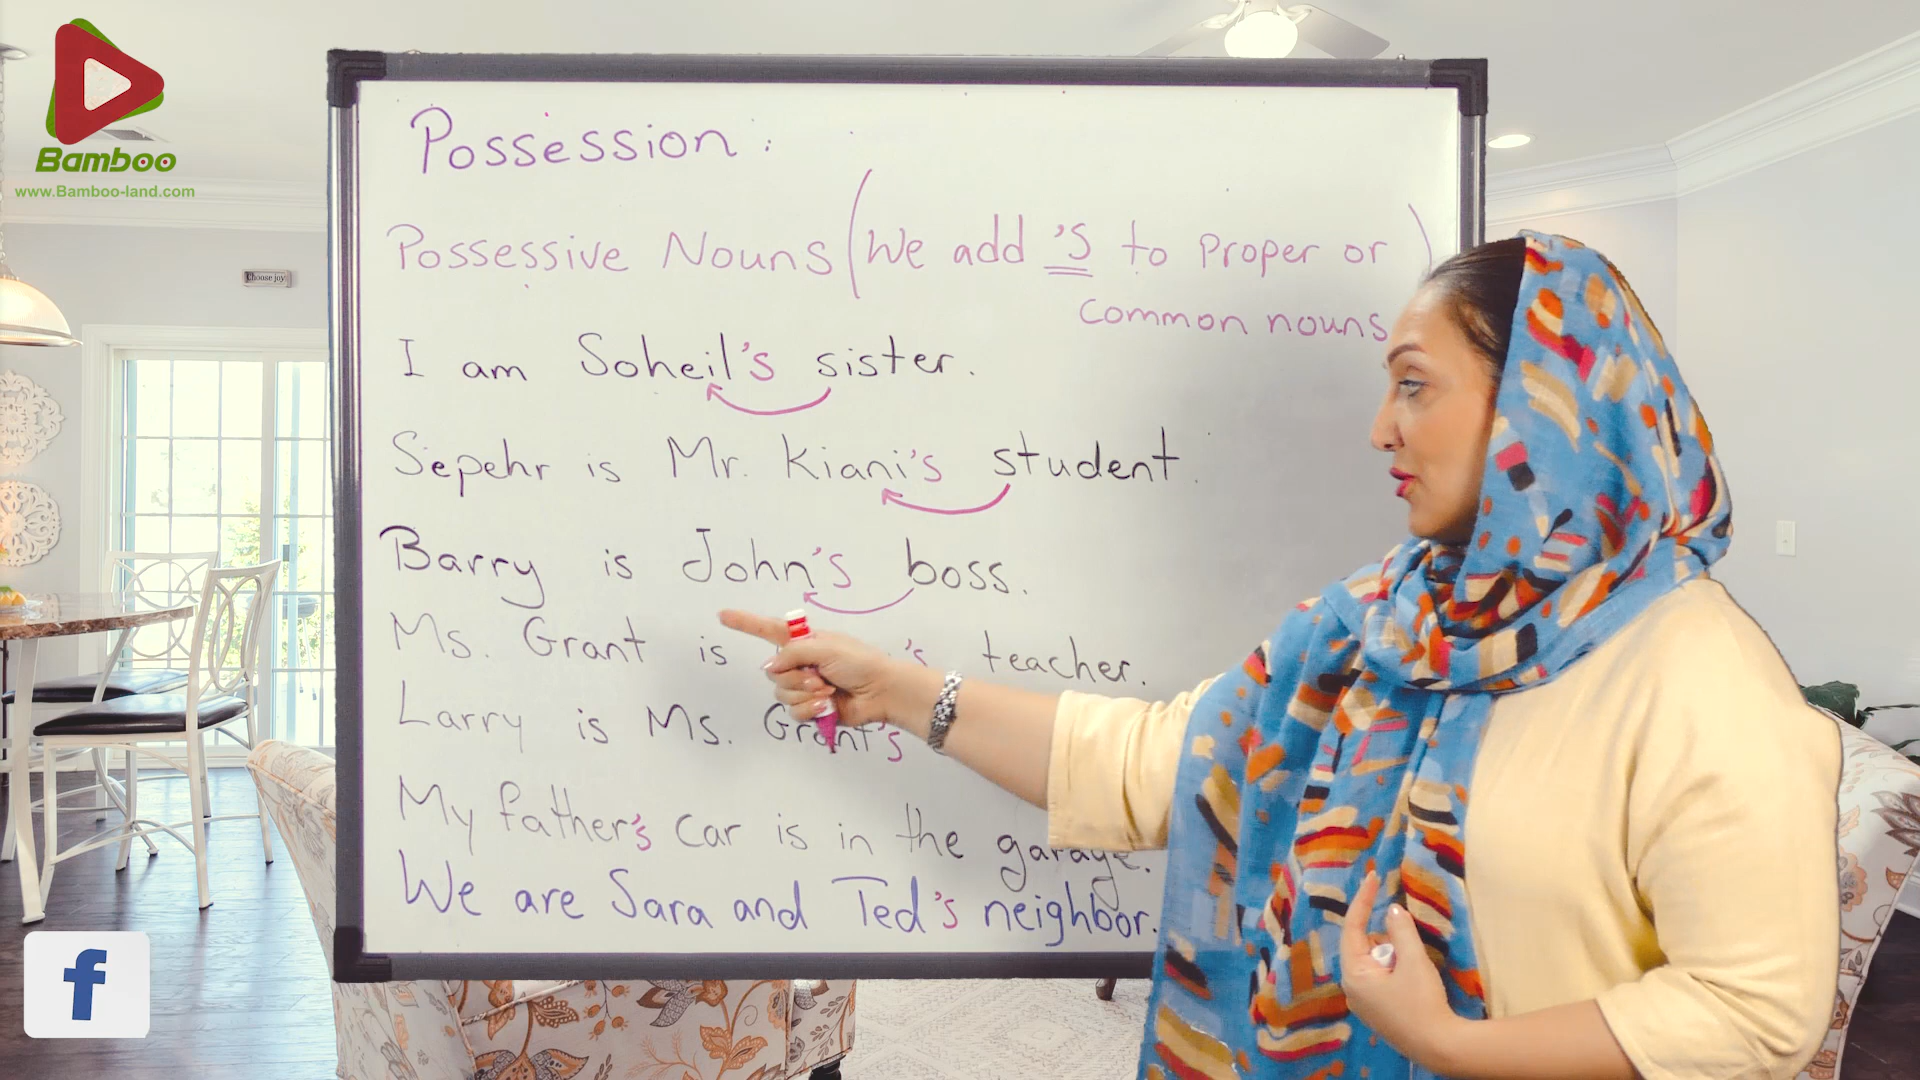 Bamboo
www.Bamboo-land.com
Choose joy
Possession:
Possessive Nouns (We add 's to proper or
common nouns
I am Soheil's sister.
Sepehr is Mr. Kiani's student.
Barry is John's boss.
Ms. Grant is 's teacher.
Larry is Ms. Grant's
My father's car is in the garage.
We are Sara and Ted's neighbor.
f